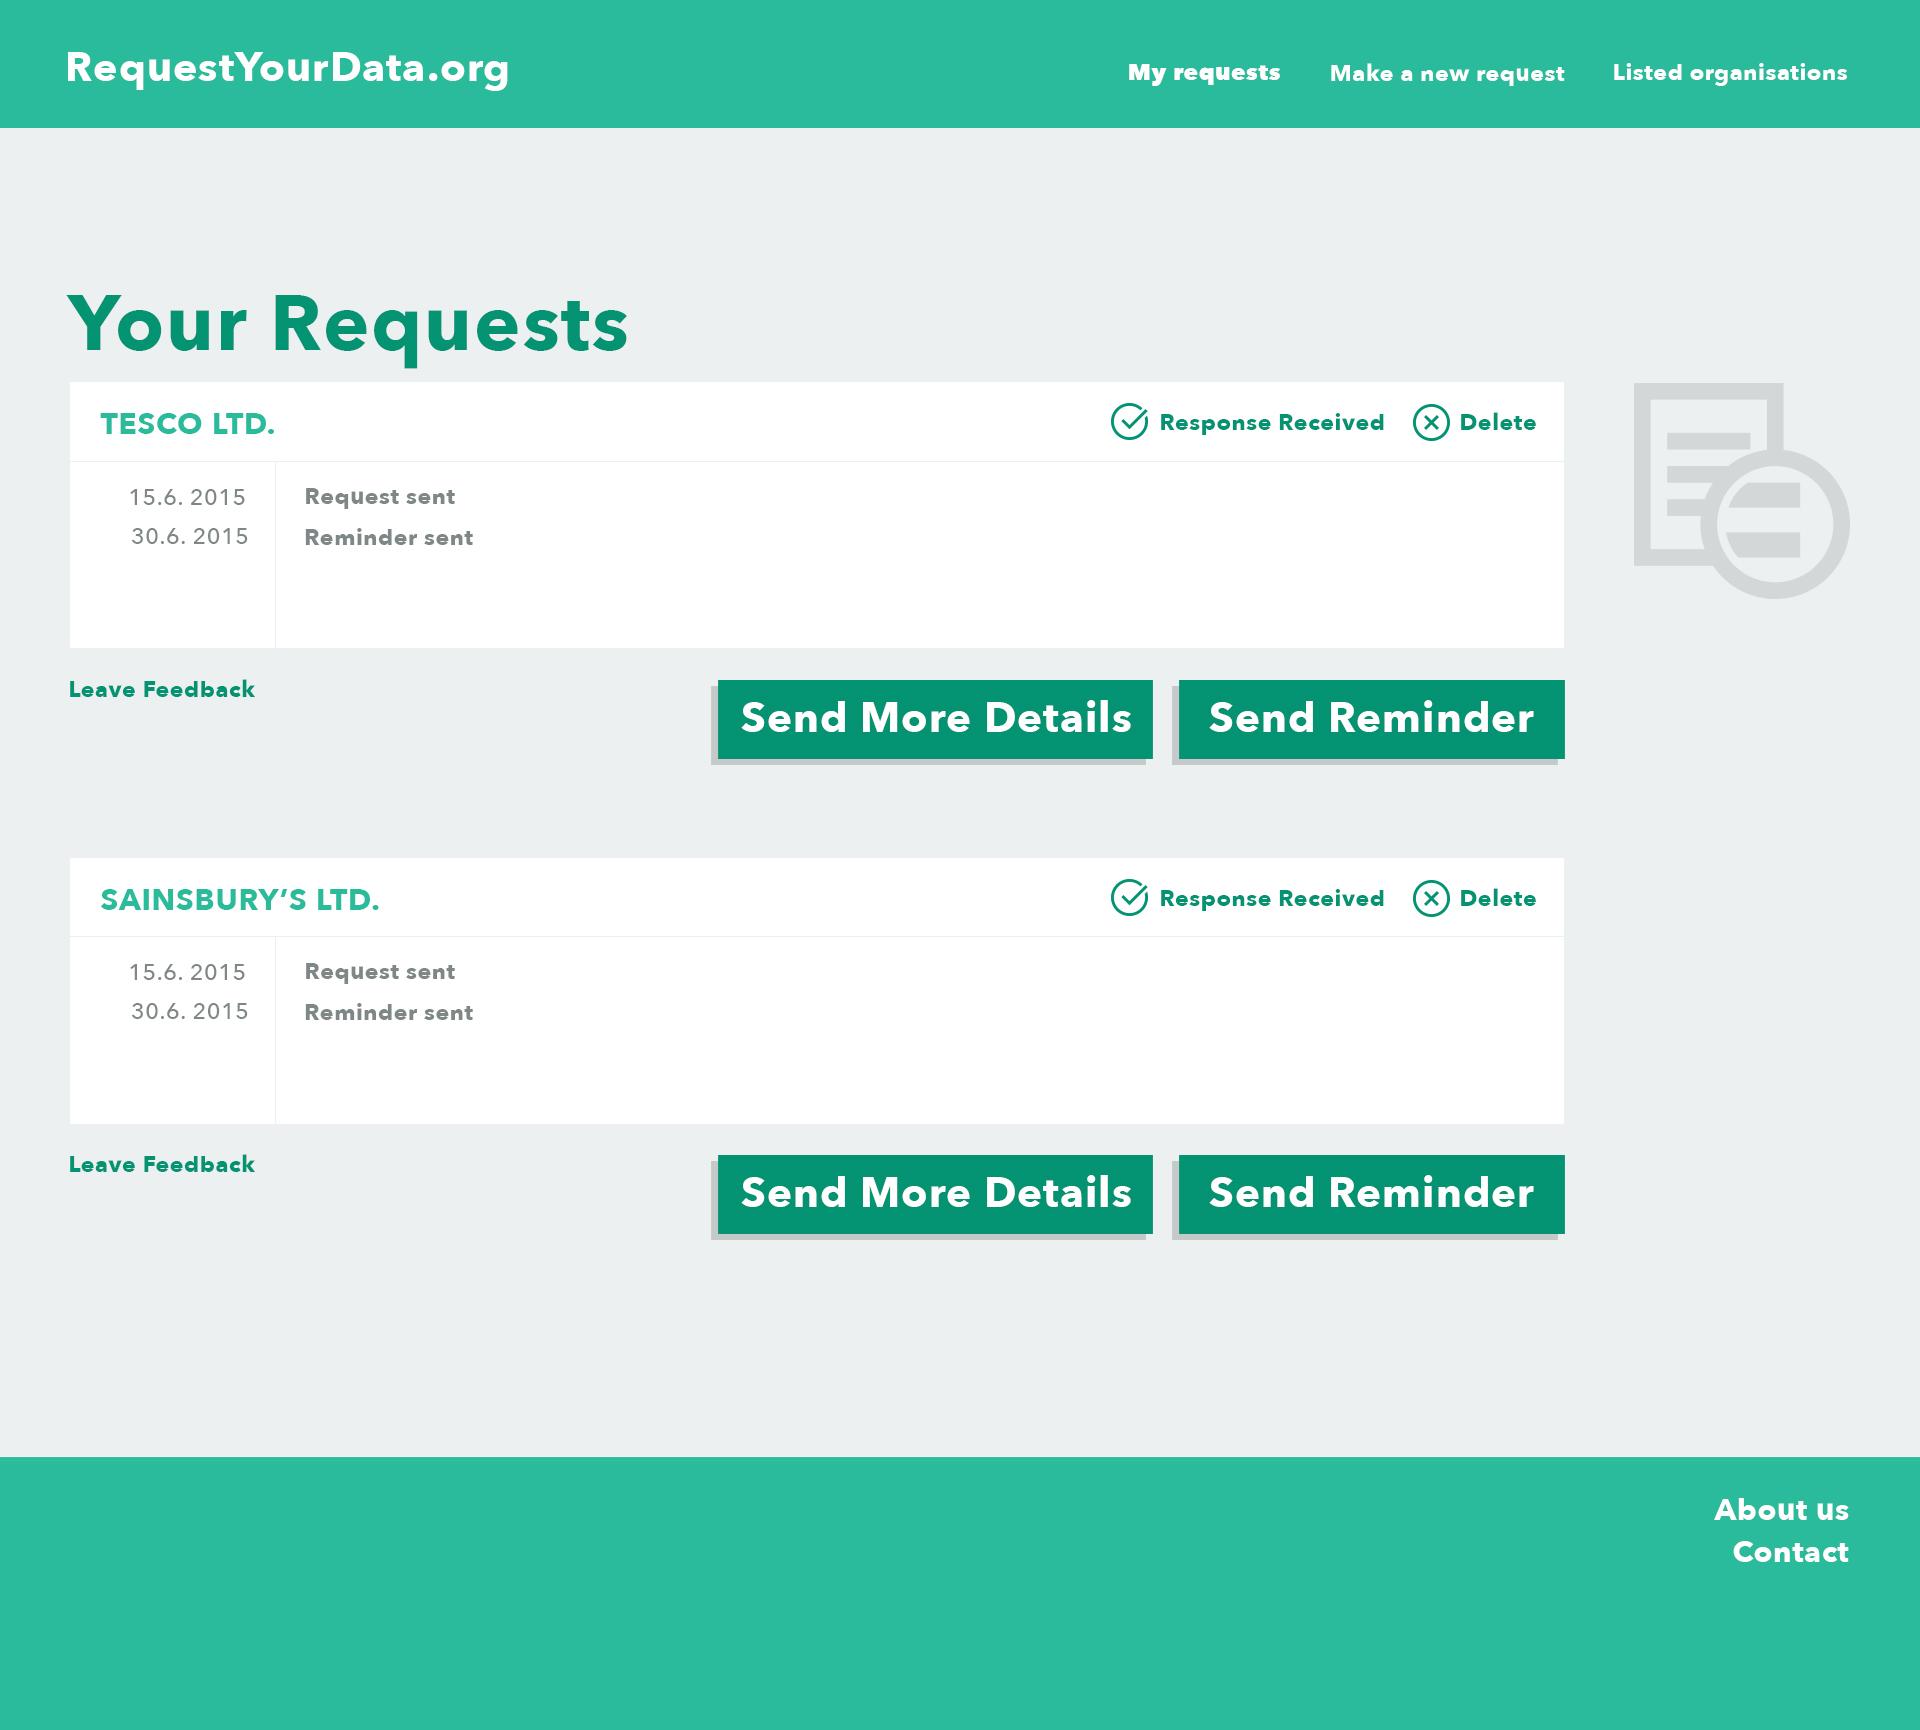 RequestYourData.org
My requests Make a new request Listed organisations
Your Requests
TESCO LTD. Response Received Delete
15.6. 2015 Request sent
30.6. 2015 Reminder sent
Leave Feedback Send More Details Send Reminder
SAINSBURY’S LTD. Response Received Delete
15.6. 2015 Request sent
30.6. 2015 Reminder sent
Leave Feedback Send More Details Send Reminder
About us
Contact